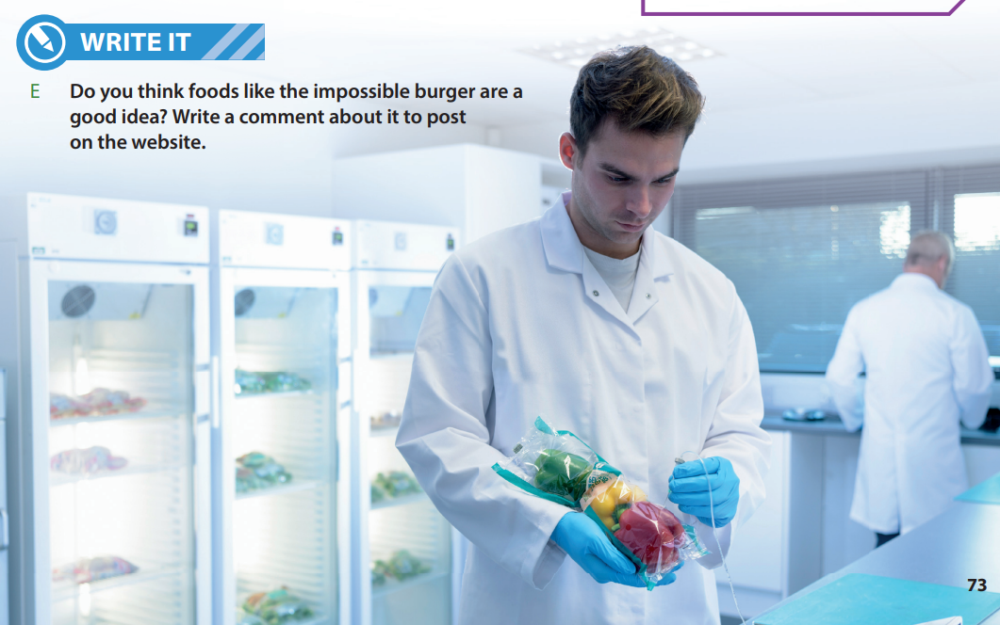 WRITE IT
E Do you think foods like the impossible burger are a
good idea? Write a comment about it to post
on the website.
73